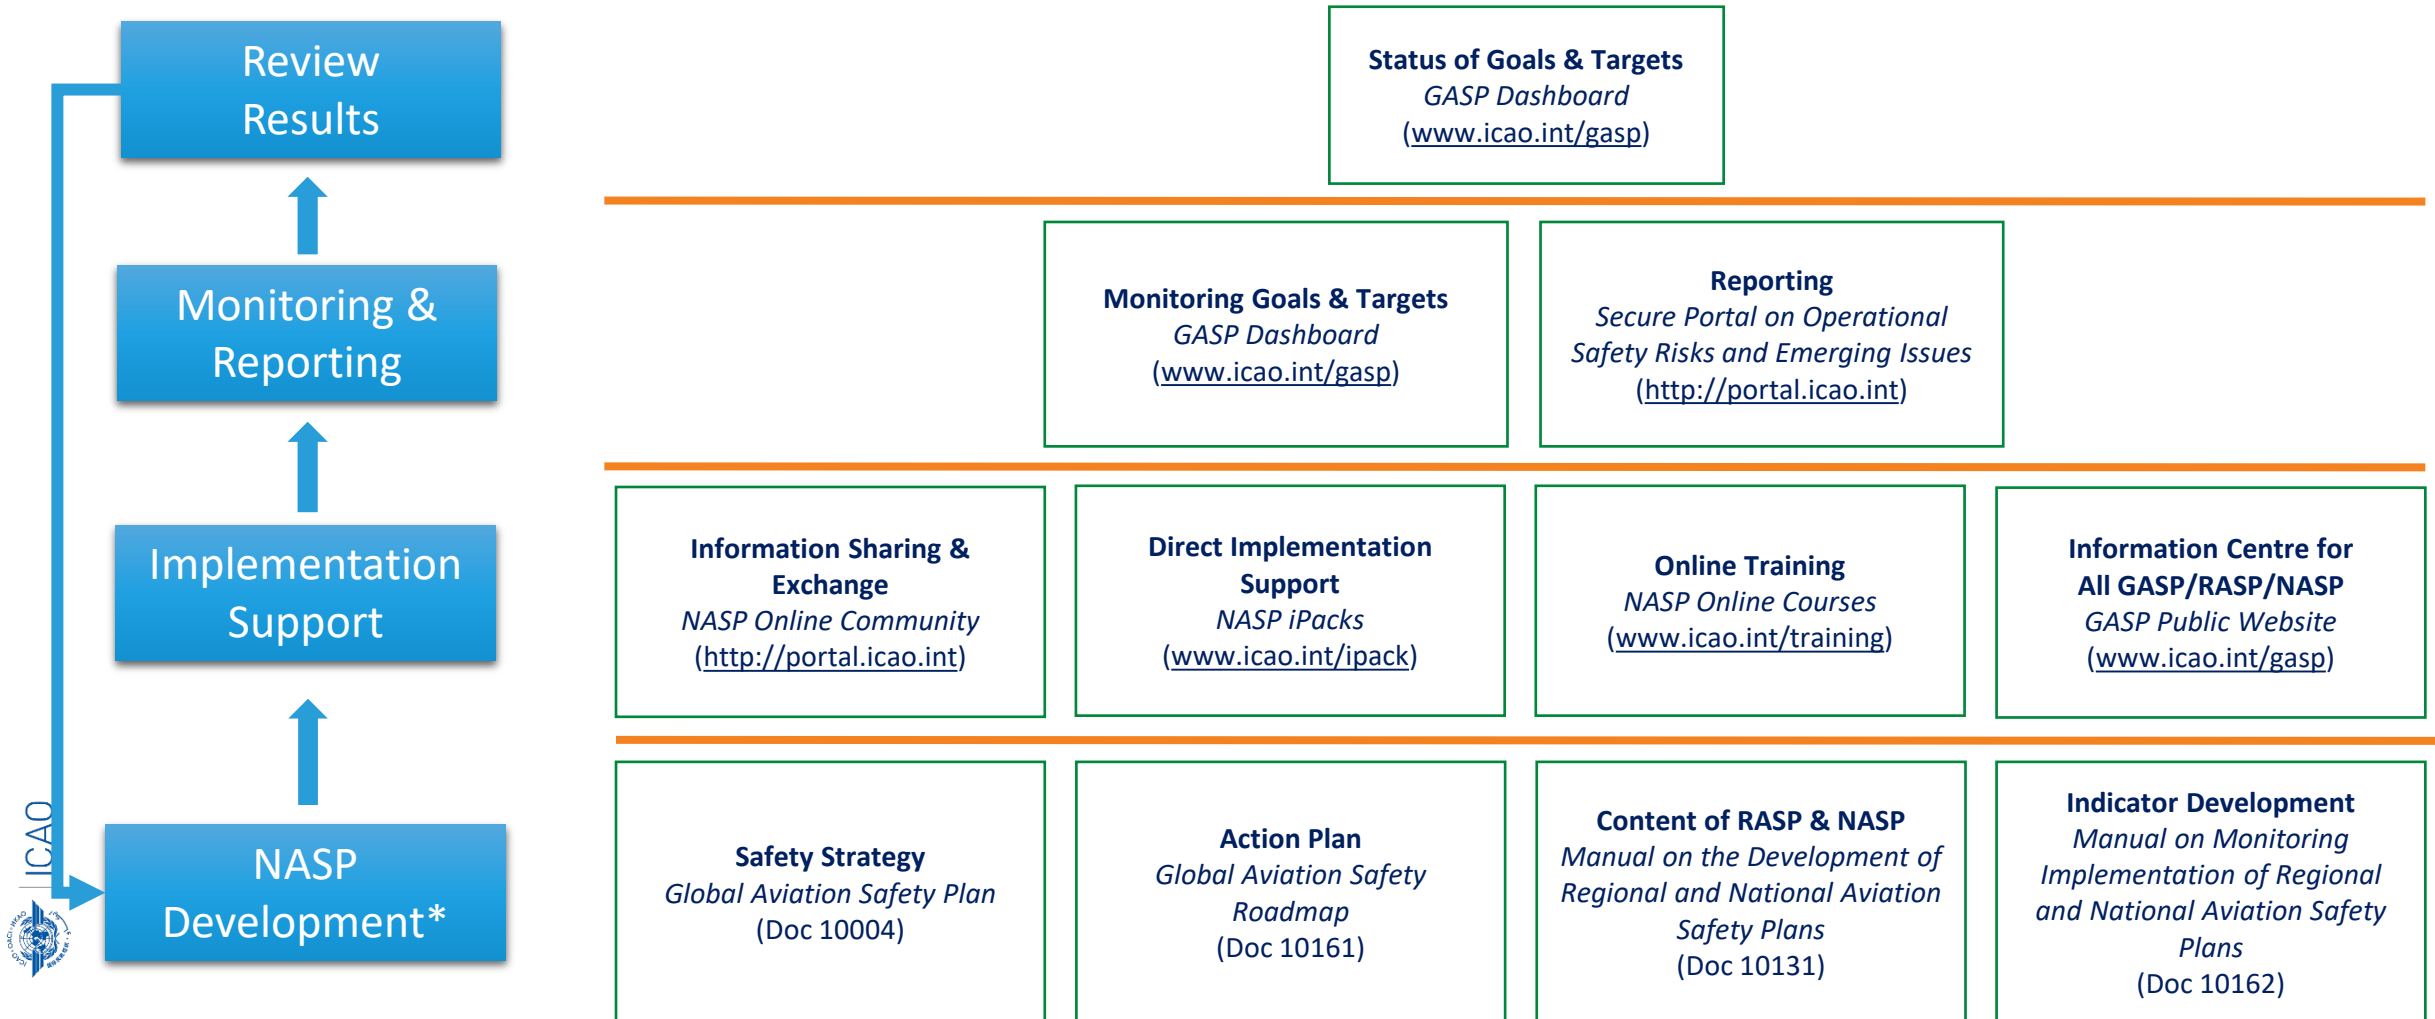 Review
Results
Status of Goals & Targets
GASP Dashboard
(www.icao.int/gasp)
Monitoring &
Reporting
Monitoring Goals & Targets
GASP Dashboard
(www.icao.int/gasp)
Reporting
Secure Portal on Operational
Safety Risks and Emerging Issues
(http://portal.icao.int)
Implementation
Support
Information Sharing &
Exchange
NASP Online Community
(http://portal.icao.int)
Direct Implementation
Support
NASP iPacks
(www.icao.int/ipack)
Online Training
NASP Online Courses
(www.icao.int/training)
Information Centre for
All GASP/RASP/NASP
GASP Public Website
(www.icao.int/gasp)
ICAO
NASP
Development*
Safety Strategy
Global Aviation Safety Plan
(Doc 10004)
Action Plan
Global Aviation Safety
Roadmap
(Doc 10161)
Content of RASP & NASP
Manual on the Development of
Regional and National Aviation
Safety Plans
(Doc 10131)
Indicator Development
Manual on Monitoring
Implementation of Regional
and National Aviation Safety
Plans
(Doc 10162)